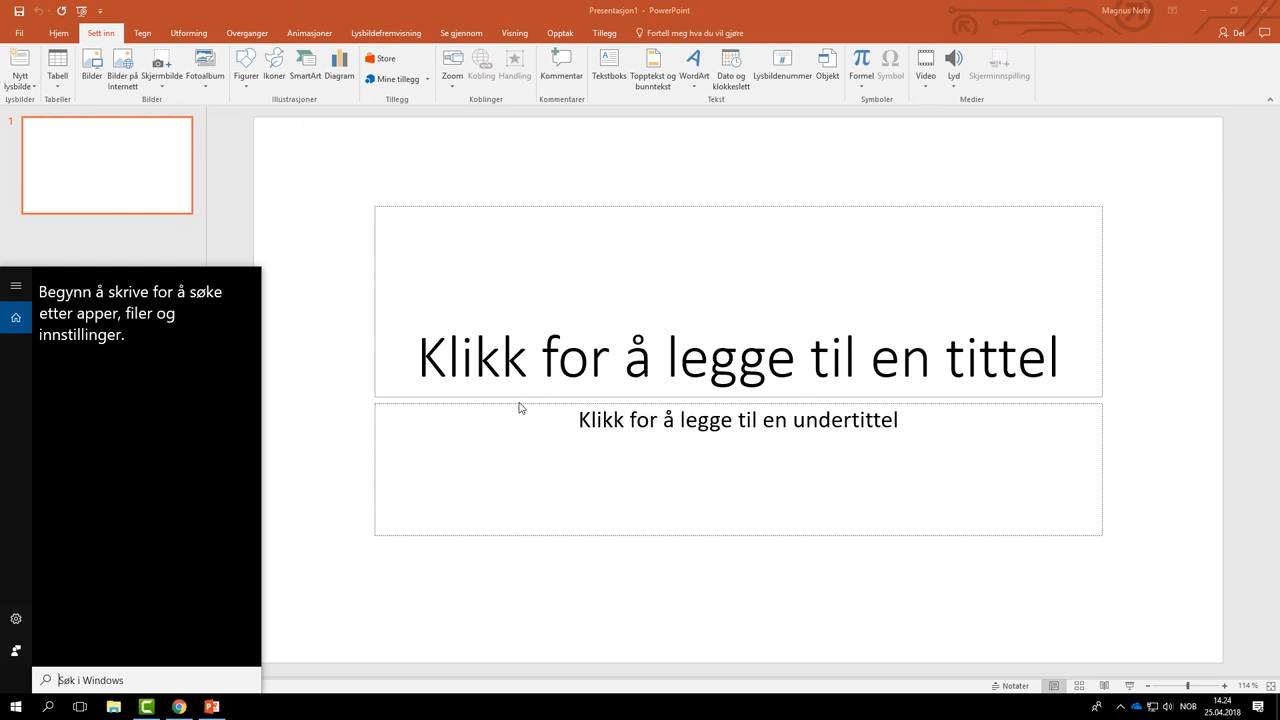 Presentasjon1 - PowerPoint
Magnus Nohr
Fil Hjem Sett inn Tegn Utforming Overganger Animasjoner Lysbildefremvisning Se gjennom Visning Opptak Tillegg Fortell meg hva du vil gjøre Del
Nytt lysbilde
Tabell
Bilder
Bilder på Internett
Skjermbilde
Fotoalbum
Figurer
Ikoner
SmartArt
Diagram
Store
Mine tillegg
Zoom
Kobling
Handling
Kommentar
Tekstboks
Topptekst og bunntekst
WordArt
Dato og klokkeslett
Lysbildenummer
Objekt
Formel
Symbol
Video
Lyd
Skjerminnspilling
Lysbilder Tabeller Bilder Illustrasjoner Tillegg Koblinger Kommentarer Tekst Symboler Medier
1
Klikk for å legge til en tittel
Klikk for å legge til en undertittel
Begynn å skrive for å søke
etter apper, filer og
innstillinger.
Søk i Windows
Notater
114 %
NOB
14.24
25.04.2018